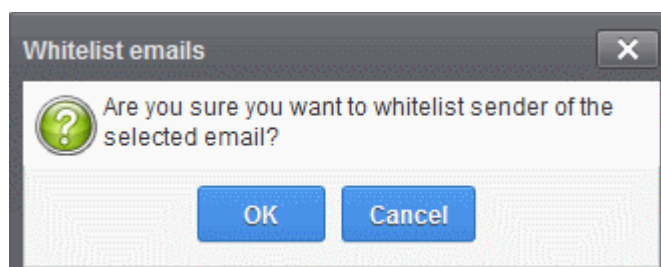 Whitelist emails
Are you sure you want to whitelist sender of the
selected email?
OK
Cancel